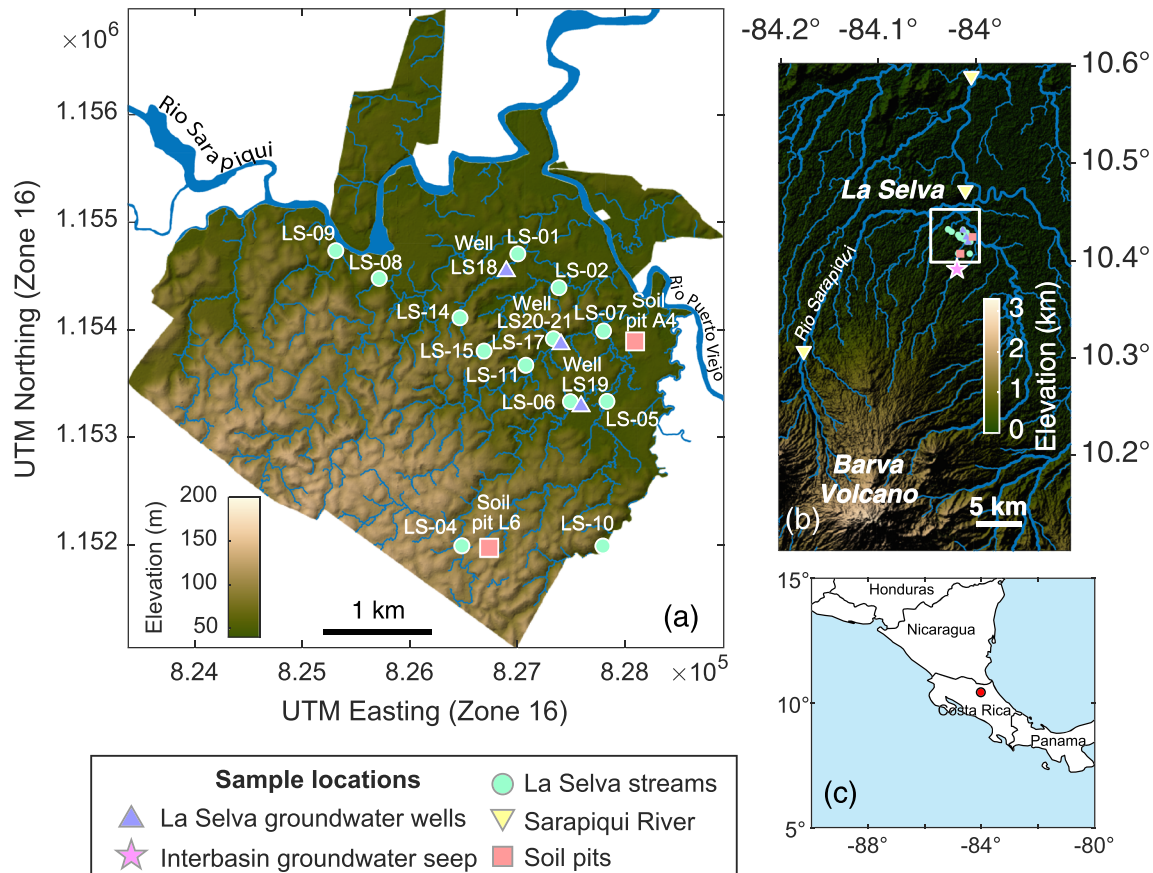 ×10⁶
1.156
1.155
1.154
1.153
1.152
UTM Northing (Zone 16)
Rio Sarapiqui
LS-09
LS-08
Well
LS18
LS-01
LS-02
LS-14
Well
LS20-21
LS-07
Soil
pit A4
Rio Puerto Viejo
LS-17
LS-15
LS-11
Well
LS19
LS-06
LS-05
Soil
pit L6
LS-04
LS-10
Elevation (m)
200
150
100
50
1 km
(a)
8.24
8.25
8.26
8.27
8.28
×10⁵
UTM Easting (Zone 16)
-84.2°
-84.1°
-84°
10.6°
10.5°
10.4°
10.3°
10.2°
La Selva
Rio Sarapiqui
Elevation (km)
3
2
1
0
Barva
Volcano
5 km
(b)
15°
10°
5°
Honduras
Nicaragua
Costa Rica
Panama
(c)
-88°
-84°
-80°
Sample locations
La Selva groundwater wells
Interbasin groundwater seep
La Selva streams
Sarapiqui River
Soil pits